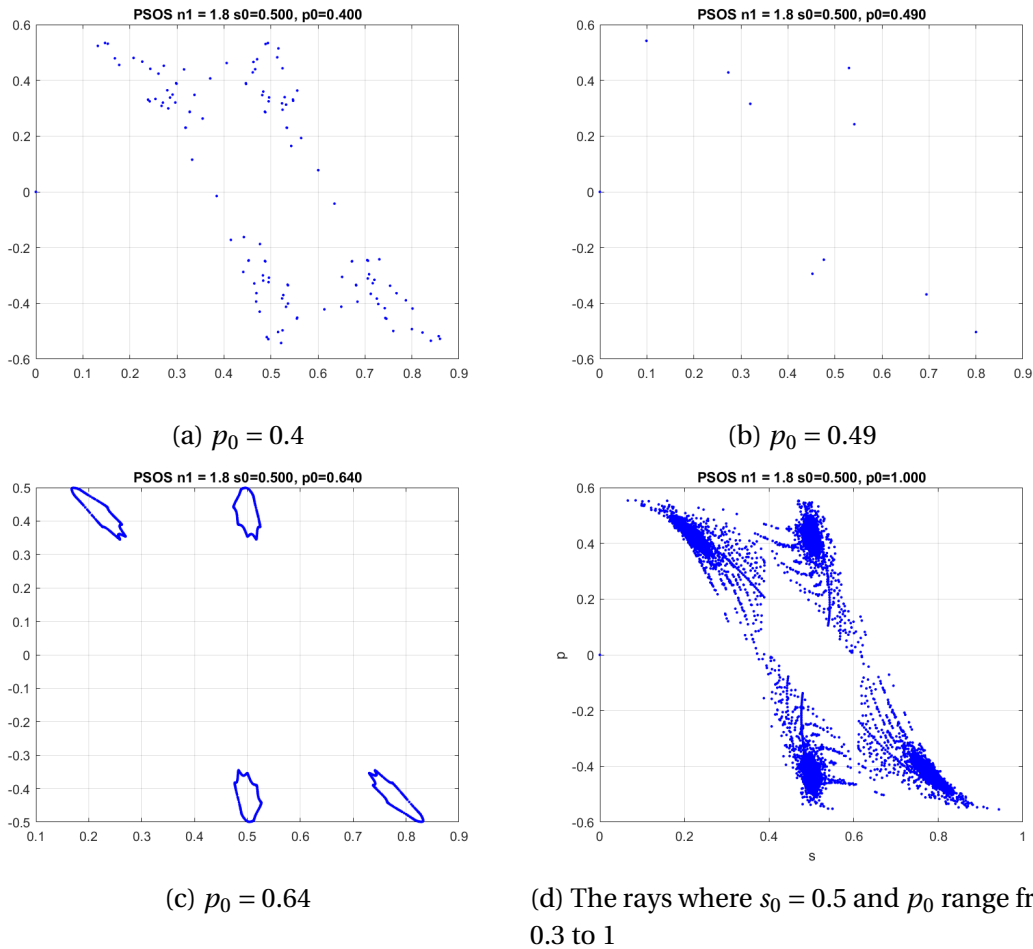 PSOS n1 = 1.8 s0=0.500, p0=0.400
0.6
0.4
0.2
0
-0.2
-0.4
-0.6
0 0.1 0.2 0.3 0.4 0.5 0.6 0.7 0.8 0.9
(a) p0 = 0.4
PSOS n1 = 1.8 s0=0.500, p0=0.490
0.6
0.4
0.2
0
-0.2
-0.4
-0.6
0 0.1 0.2 0.3 0.4 0.5 0.6 0.7 0.8 0.9
(b) p0 = 0.49
PSOS n1 = 1.8 s0=0.500, p0=0.640
0.5
0.4
0.3
0.2
0.1
0
-0.1
-0.2
-0.3
-0.4
-0.5
0.1 0.2 0.3 0.4 0.5 0.6 0.7 0.8 0.9
(c) p0 = 0.64
PSOS n1 = 1.8 s0=0.500, p0=1.000
0.6
0.4
0.2
p
0
-0.2
-0.4
-0.6
0 0.2 0.4 0.6 0.8 1
s
(d) The rays where s0 = 0.5 and p0 range fr
0.3 to 1